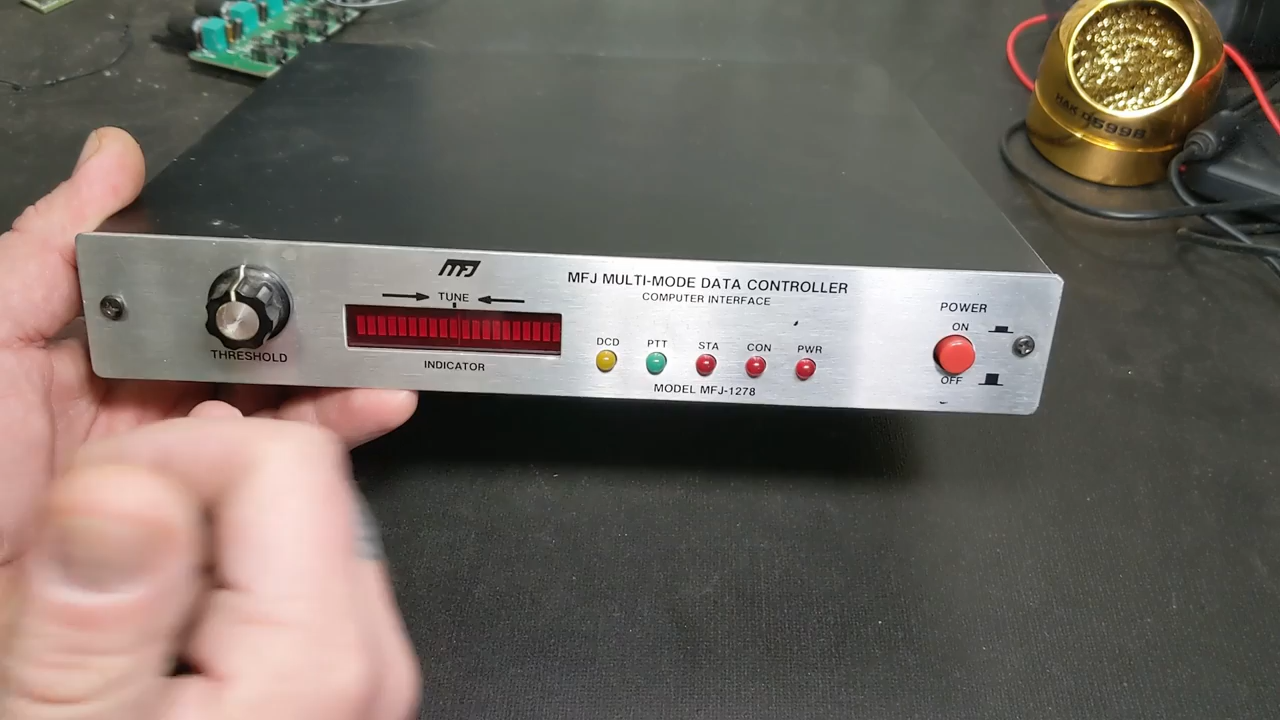 MFJ
MFJ MULTI-MODE DATA CONTROLLER
COMPUTER INTERFACE
TUNE
THRESHOLD
INDICATOR
DCD PTT STA CON PWR
MODEL MFJ-1278
POWER
ON
OFF
HAKKO 599B